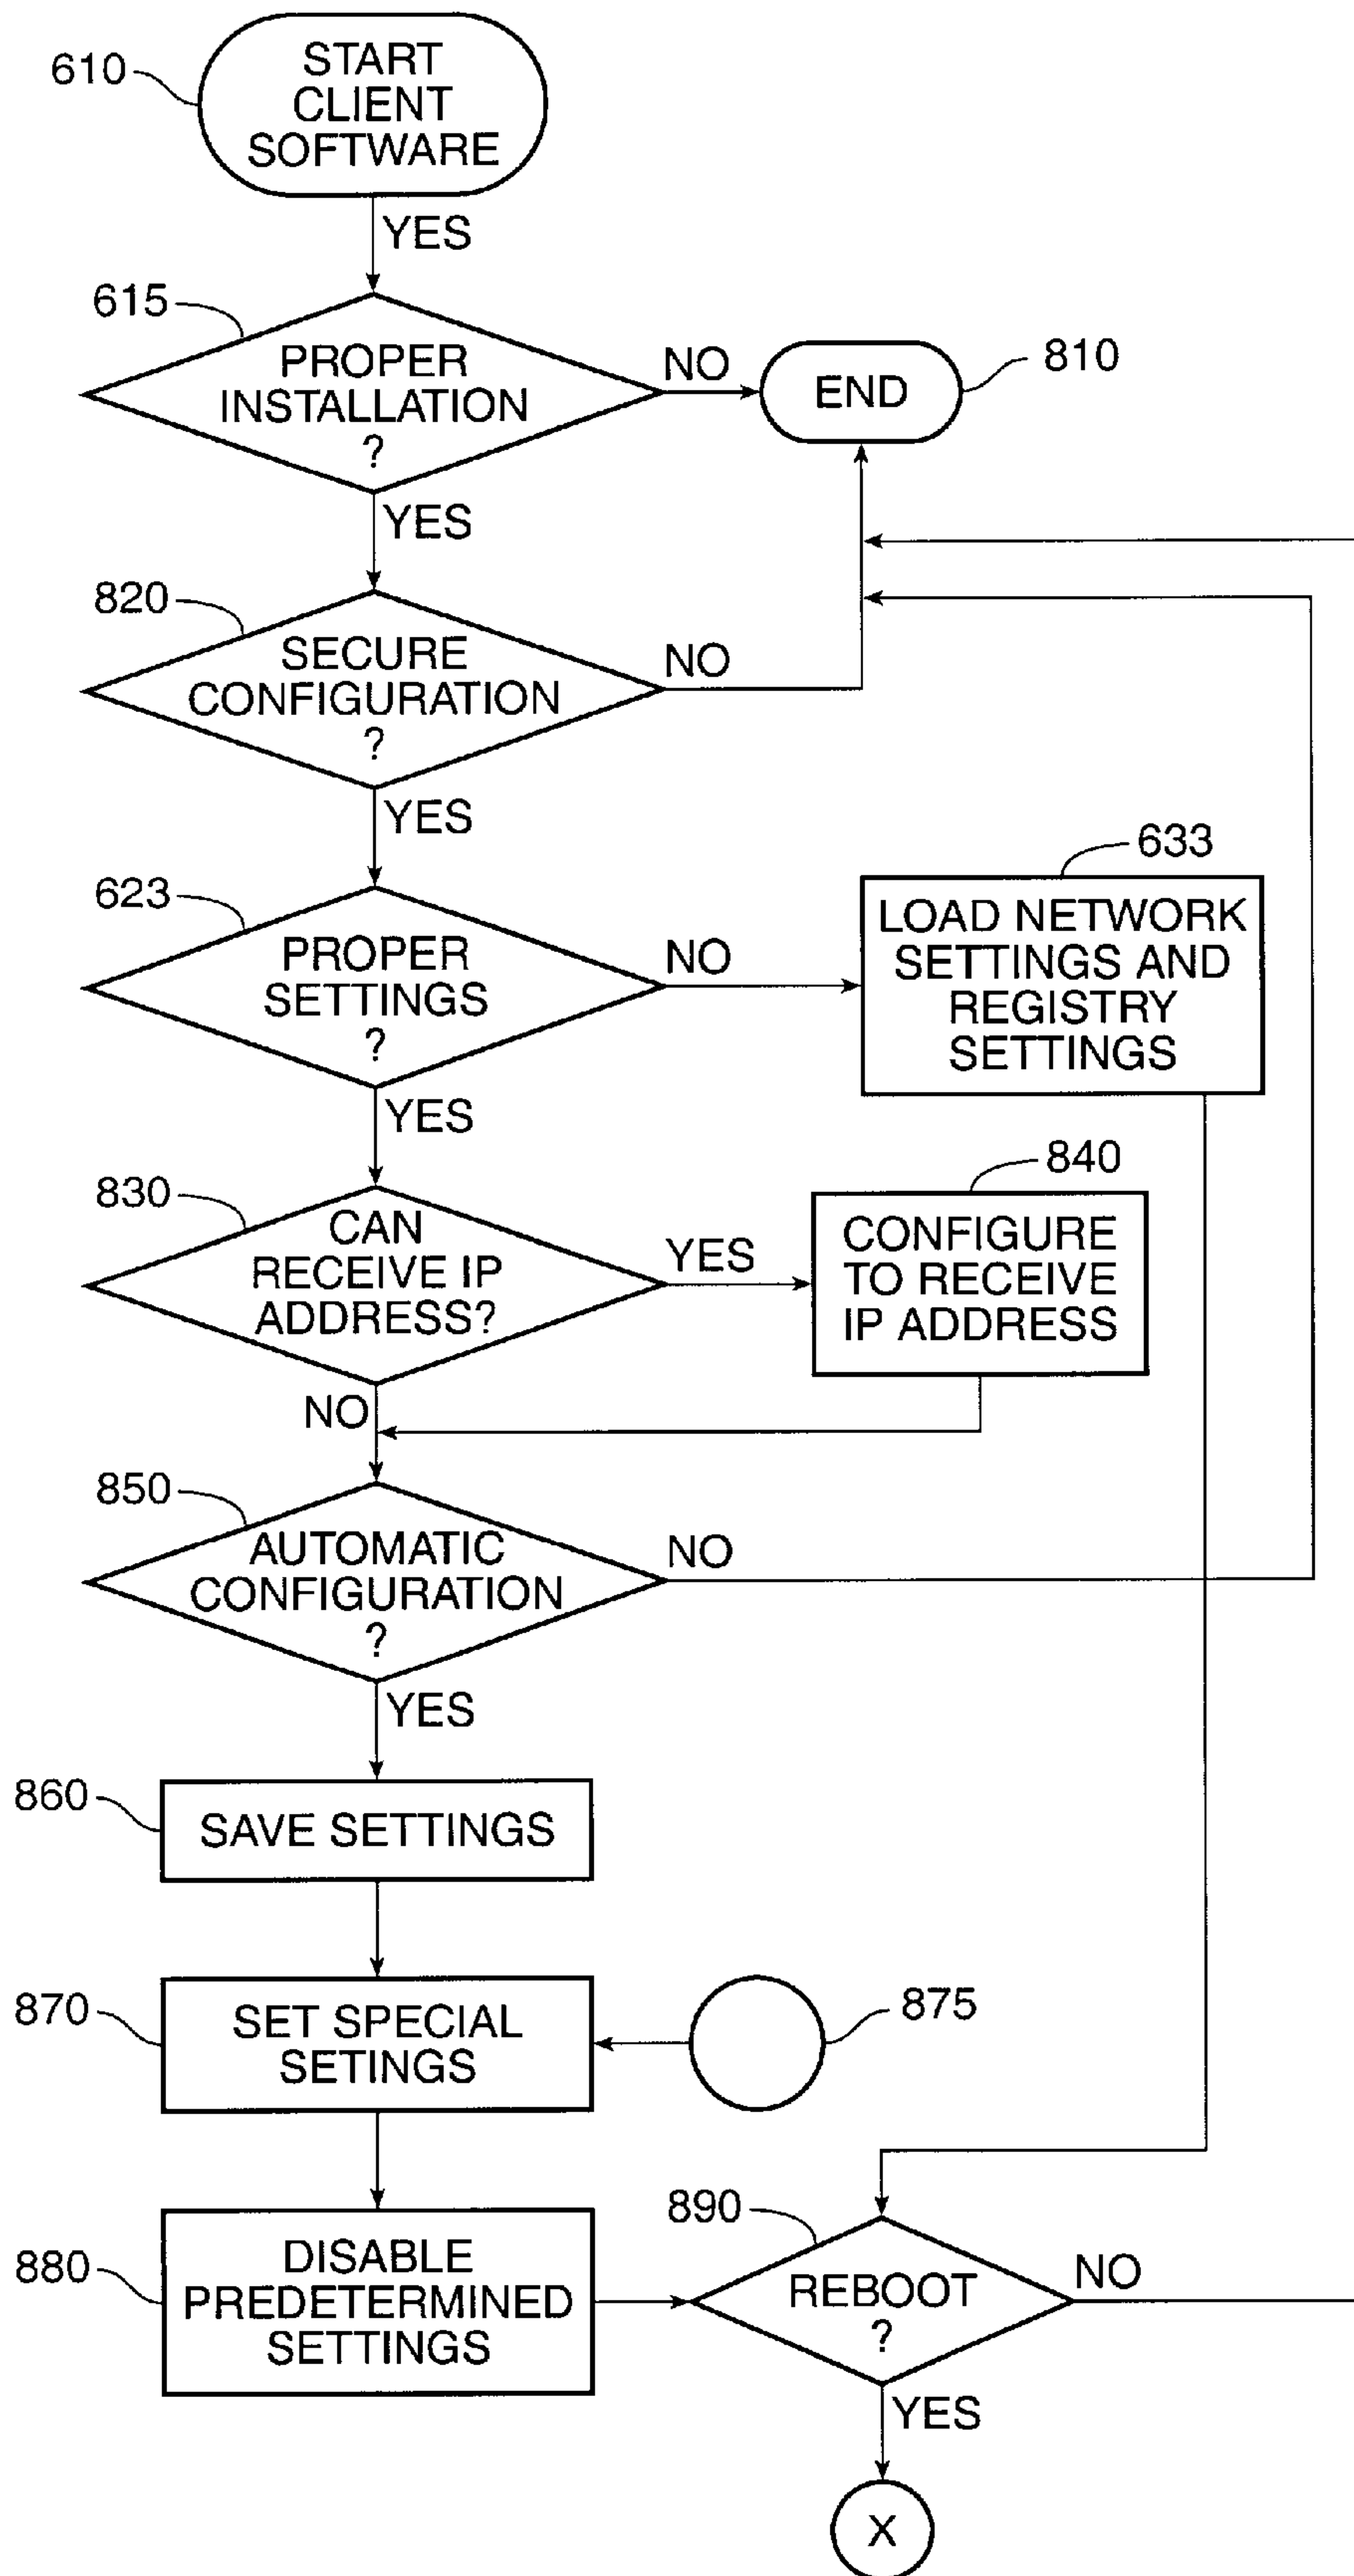 610
START
CLIENT
SOFTWARE
YES
615
PROPER
INSTALLATION
?
NO
END
810
YES
820
SECURE
CONFIGURATION
?
NO
YES
623
PROPER
SETTINGS
?
NO
633
LOAD NETWORK
SETTINGS AND
REGISTRY
SETTINGS
YES
830
CAN
RECEIVE IP
ADDRESS?
YES
840
CONFIGURE
TO RECEIVE
IP ADDRESS
NO
850
AUTOMATIC
CONFIGURATION
?
NO
YES
860
SAVE SETTINGS
870
SET SPECIAL
SETINGS
875
880
DISABLE
PREDETERMINED
SETTINGS
890
REBOOT
?
NO
YES
X